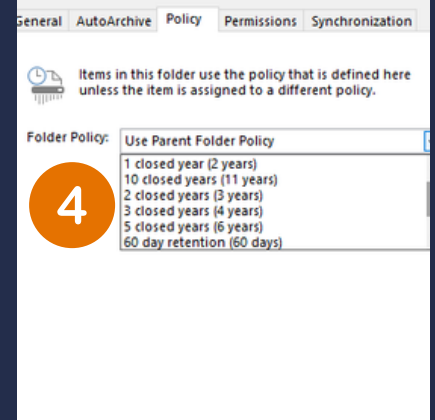 General AutoArchive Policy Permissions Synchronization
Items in this folder use the policy that is defined here
unless the item is assigned to a different policy.
Folder Policy: Use Parent Folder Policy
1 closed year (2 years)
10 closed years (11 years)
2 closed years (3 years)
3 closed years (4 years)
5 closed years (6 years)
60 day retention (60 days)
4